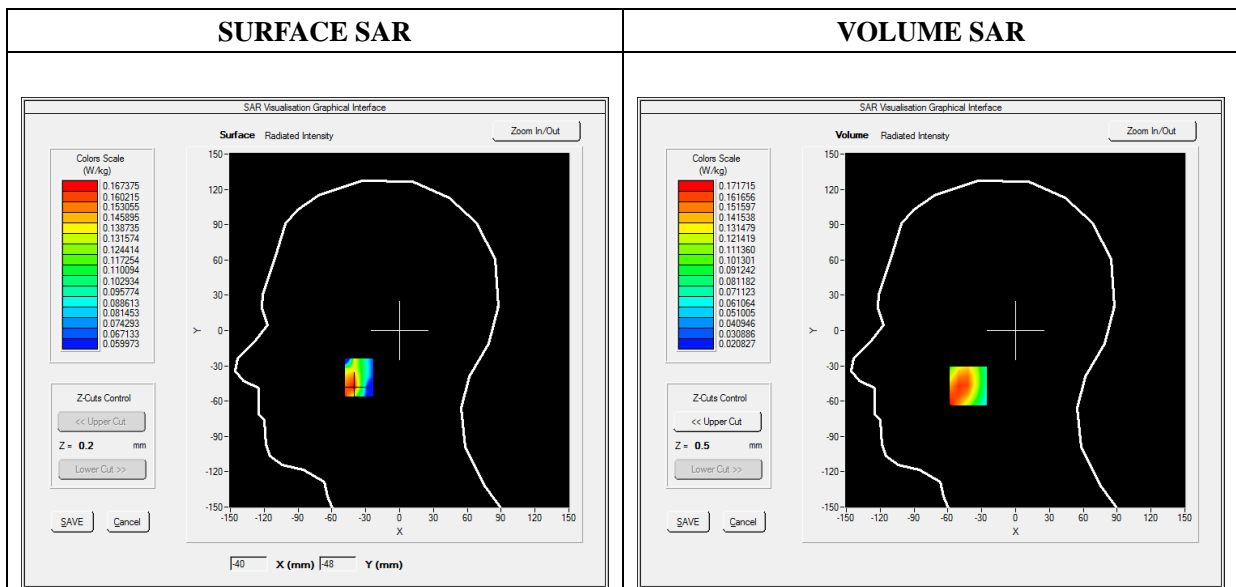 SURFACE SAR
VOLUME SAR
SAR Visualisation Graphical Interface
Surface Radiated Intensity
Zoom In/Out
Colors Scale
(W/kg)
0.167375
0.160215
0.153055
0.145895
0.138735
0.131574
0.124414
0.117254
0.110094
0.102934
0.095774
0.088613
0.081453
0.074293
0.067133
0.059973
Z-Cuts Control
<< Upper Cut
Z = 0.2 mm
Lower Cut >>
SAVE Cancel
150
120
90
60
30
0
-30
-60
-90
-120
-150
Y
-150 -120 -90 -60 -30 0 30 60 90 120 150
X
-40 X (mm) -48 Y (mm)
SAR Visualisation Graphical Interface
Volume Radiated Intensity
Zoom In/Out
Colors Scale
(W/kg)
0.171715
0.161656
0.151597
0.141538
0.131479
0.121419
0.111360
0.101301
0.091242
0.081182
0.071123
0.061064
0.051005
0.040946
0.030886
0.020827
Z-Cuts Control
<< Upper Cut
Z = 0.5 mm
Lower Cut >>
SAVE Cancel
150
120
90
60
30
0
-30
-60
-90
-120
-150
Y
-150 -120 -90 -60 -30 0 30 60 90 120 150
X